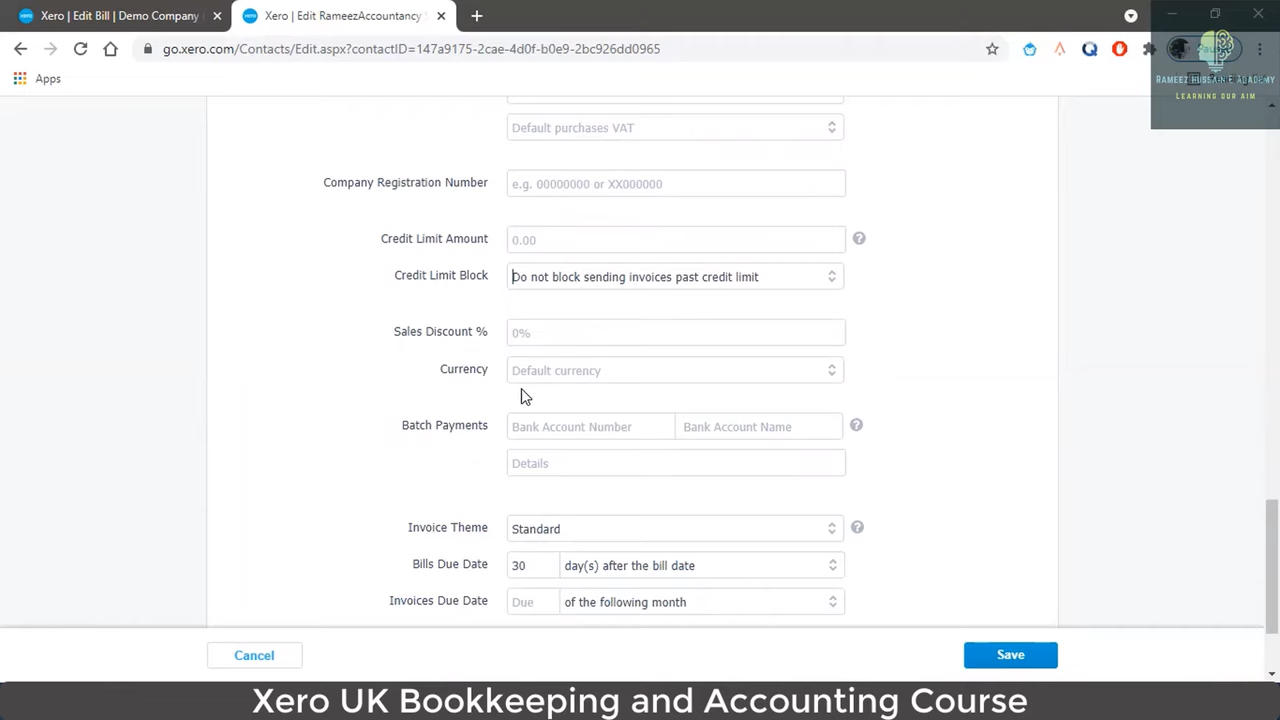 Xero | Edit Bill | Demo Company
Xero | Edit RameezAccountancy
go.xero.com/Contacts/Edit.aspx?contactID=147a9175-2cae-4d0f-b0e9-2bc926dd0965
Apps
RAMEEZ HUSSAIN E ACADEMY
LEARNING OUR AIM
Default purchases VAT
Company Registration Number e.g. 00000000 or XX000000
Credit Limit Amount 0.00
Credit Limit Block Do not block sending invoices past credit limit
Sales Discount % 0%
Currency Default currency
Batch Payments Bank Account Number Bank Account Name
Details
Invoice Theme Standard
Bills Due Date 30 day(s) after the bill date
Invoices Due Date Due of the following month
Cancel Save
Xero UK Bookkeeping and Accounting Course